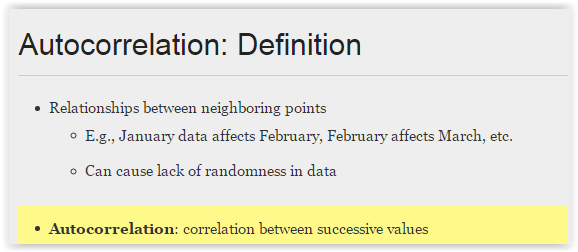 Autocorrelation: Definition
Relationships between neighboring points
E.g., January data affects February, February affects March, etc.
Can cause lack of randomness in data
Autocorrelation: correlation between successive values